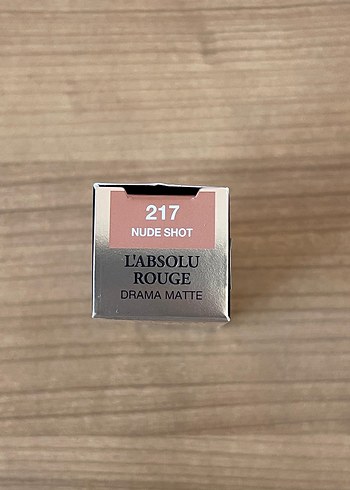 217
NUDE SHOT
L'ABSOLU
ROUGE
DRAMA MATTE